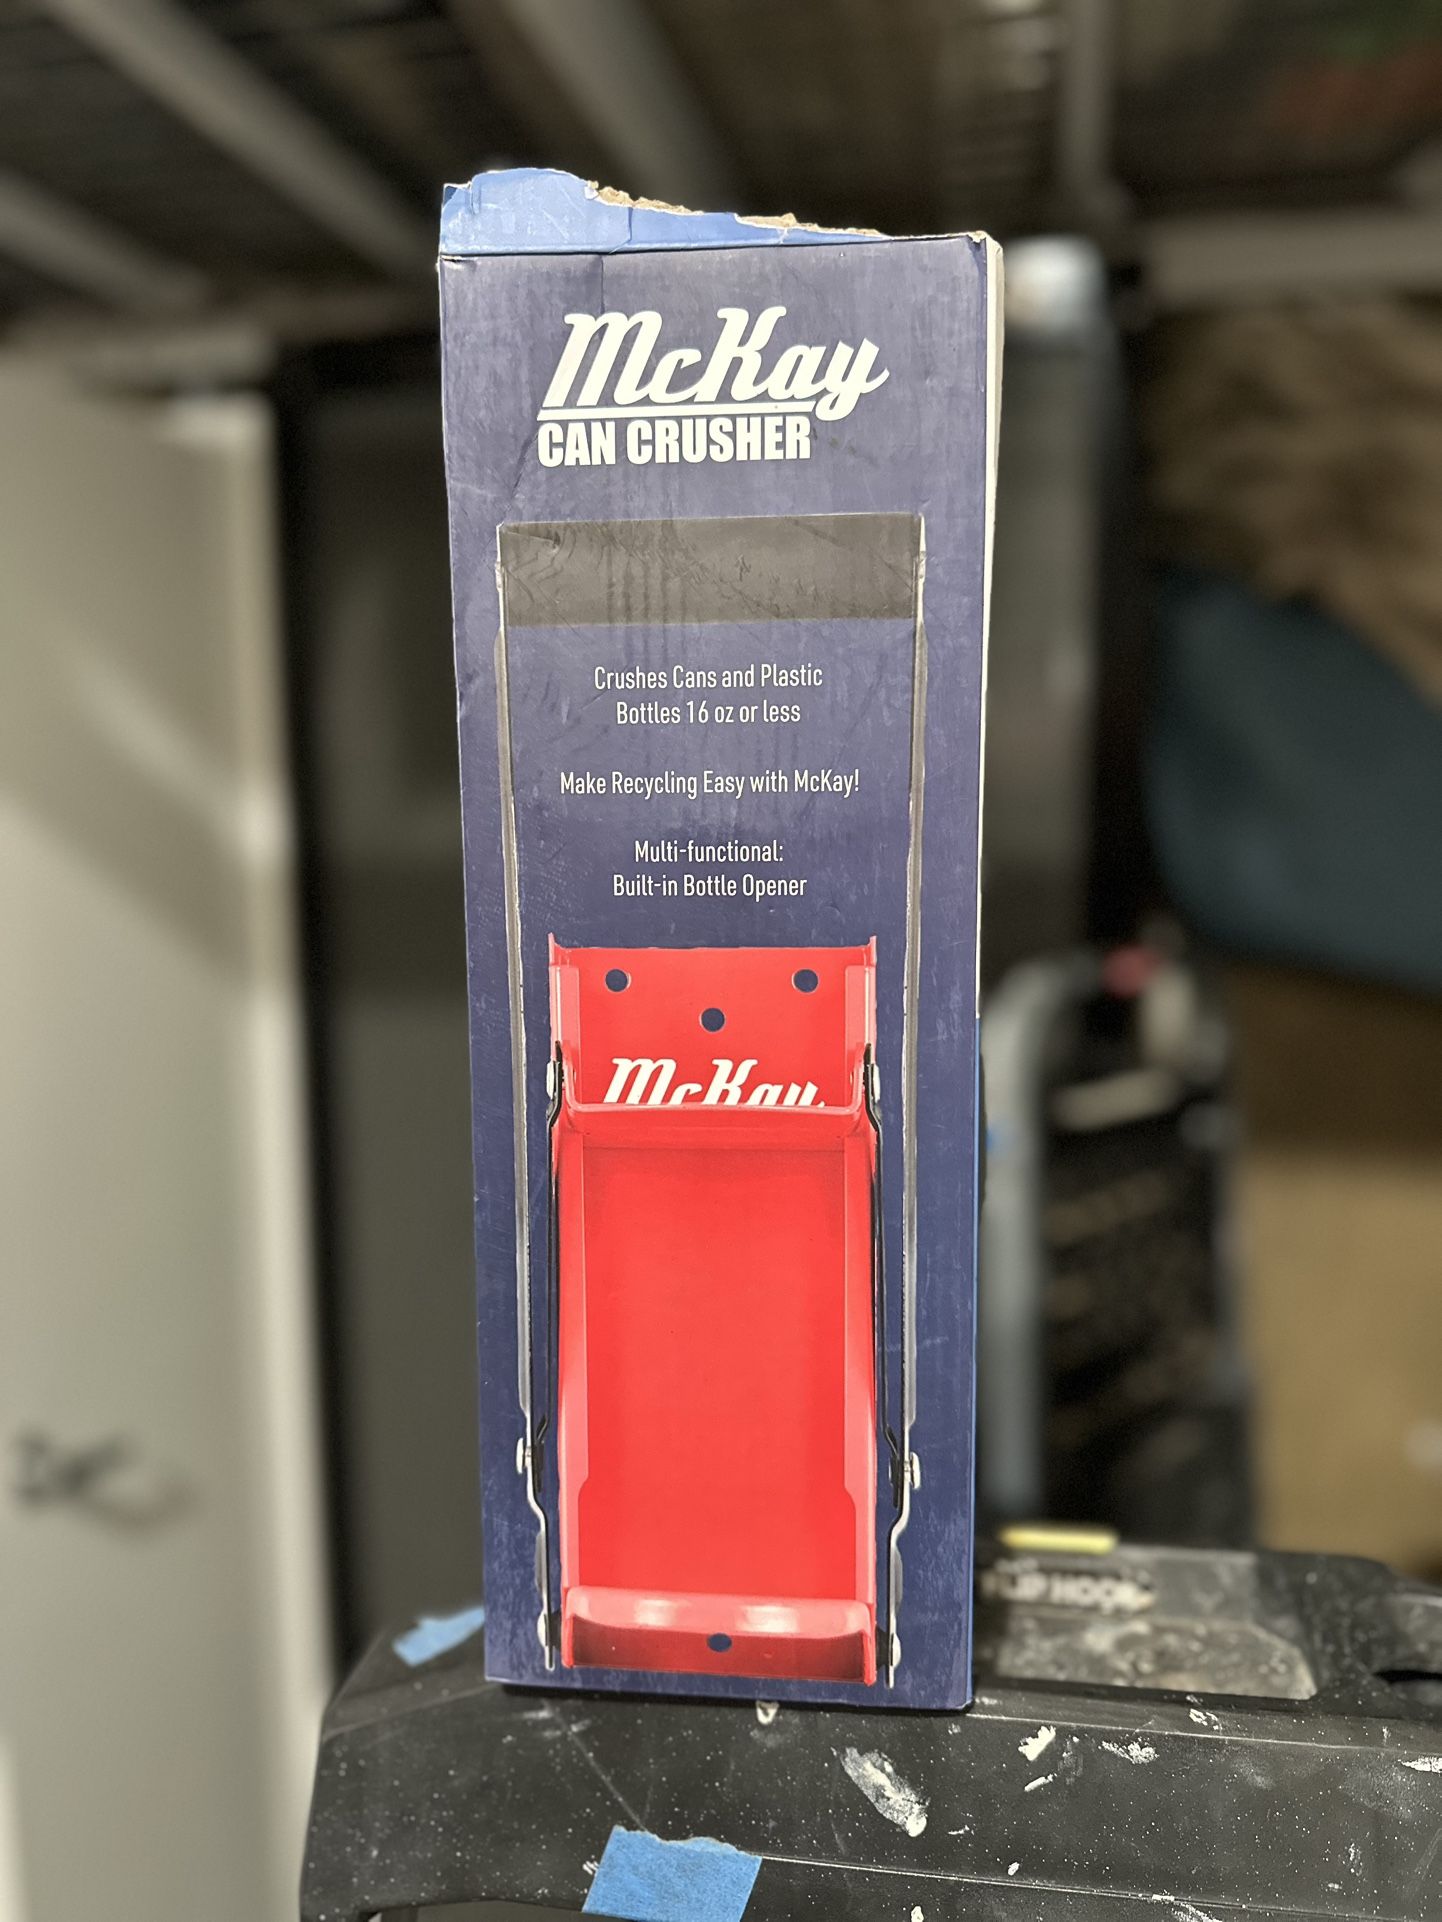 McKay
CAN CRUSHER
Crushes Cans and Plastic
Bottles 16 oz or less
Make Recycling Easy with McKay!
Multi-functional:
Built-in Bottle Opener
McKay
FLIP HOOK